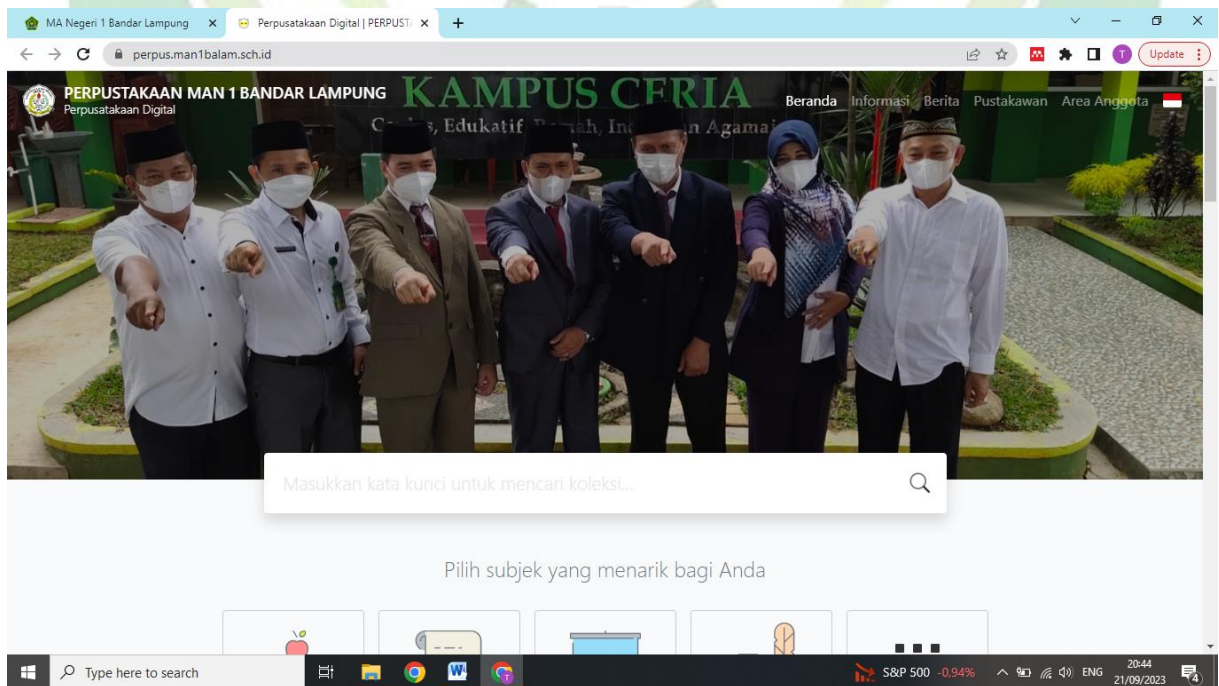 MA Negeri 1 Bandar Lampung
Perpusatakaan Digital | PERPUST
perpus.man1balam.sch.id
Update
PERPUSTAKAAN MAN 1 BANDAR LAMPUNG
Perpusatakaan Digital
Beranda Informasi Berita Pustakawan Area Anggota
KAMPUS CERIA
Edukatif Agama
Masukkan kata kunci untuk mencari koleksi...
Pilih subjek yang menarik bagi Anda
Type here to search
W
T
S&P 500 -0,94%
ENG
20:44
21/09/2023
4